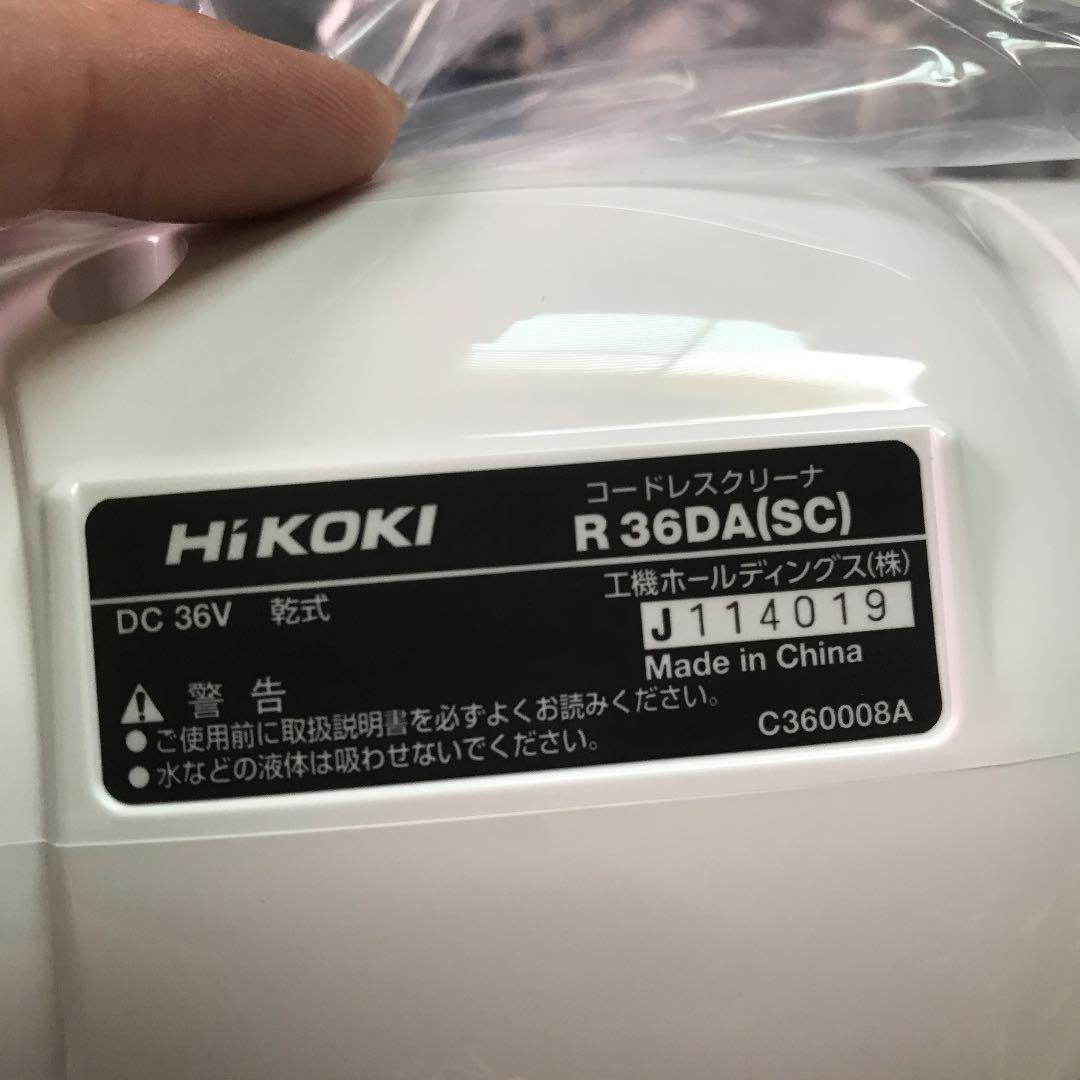 HiKOKI
コードレスクリーナ
R 36DA(SC)
DC 36V 乾式
工機ホールディングス(株)
J114019
Made in China
警告
●ご使用前に取扱説明書を必ずよくお読みください。
●水などの液体は吸わせないでください。
C360008A